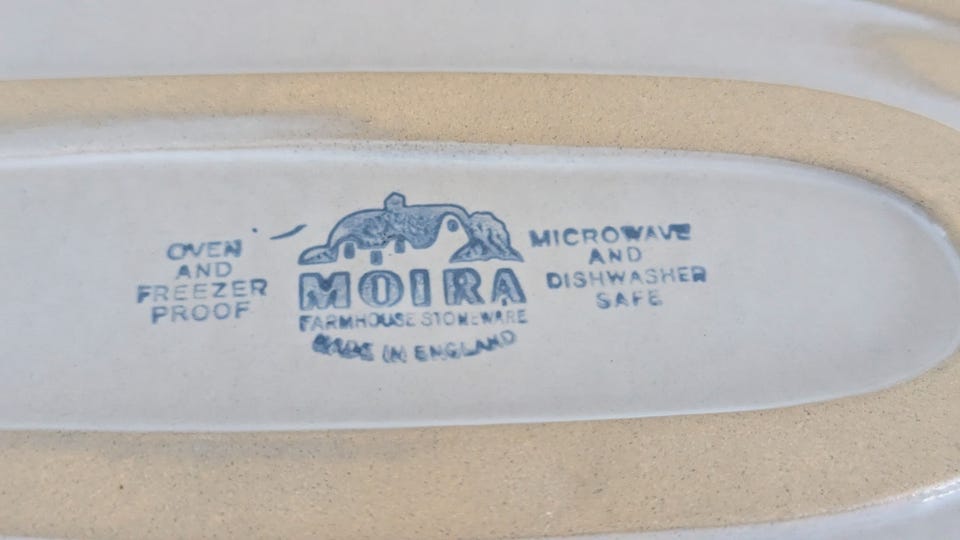 OVEN
AND
FREEZER
PROOF
MOIRA
FARMHOUSE STONEWARE
MADE IN ENGLAND
MICROWAVE
AND
DISHWASHER
SAFE